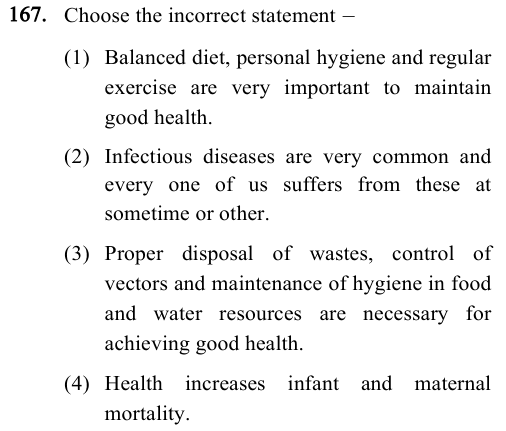 167. Choose the incorrect statement –
(1) Balanced diet, personal hygiene and regular
exercise are very important to maintain
good health.
(2) Infectious diseases are very common and
every one of us suffers from these at
sometime or other.
(3) Proper disposal of wastes, control of
vectors and maintenance of hygiene in food
and water resources are necessary for
achieving good health.
(4) Health increases infant and maternal
mortality.